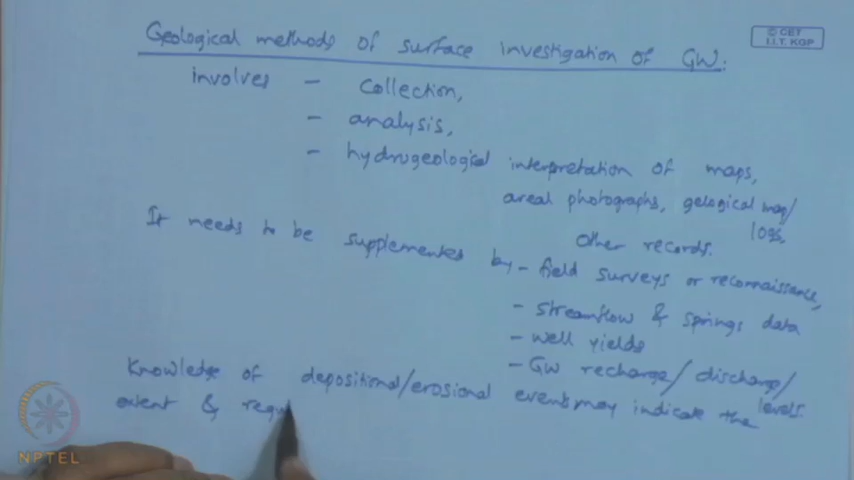 © CET
I.I.T. KGP
Geological methods of surface investigation of GW:
involves - Collection,
- analysis,
- hydrogeological interpretation of maps,
areal photographs, gelogical map/
logs,
other records.
It needs to be supplemented by - field surveys or reconnaissance,
- streamflow & springs data
- well yields
- GW recharge/discharge/
levels
Knowledge of depositional/erosional events may indicate the
extent & regu
NPTEL